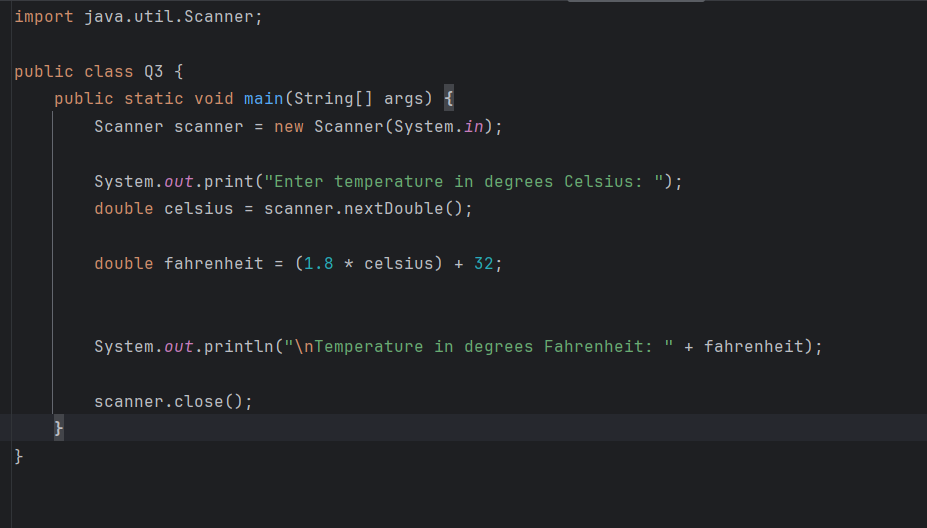 import java.util.Scanner;
public class Q3 {
public static void main(String[] args) {
Scanner scanner = new Scanner(System.in);
System.out.print("Enter temperature in degrees Celsius: ");
double celsius = scanner.nextDouble();
double fahrenheit = (1.8 * celsius) + 32;
System.out.println("\nTemperature in degrees Fahrenheit: " + fahrenheit);
scanner.close();
}
}